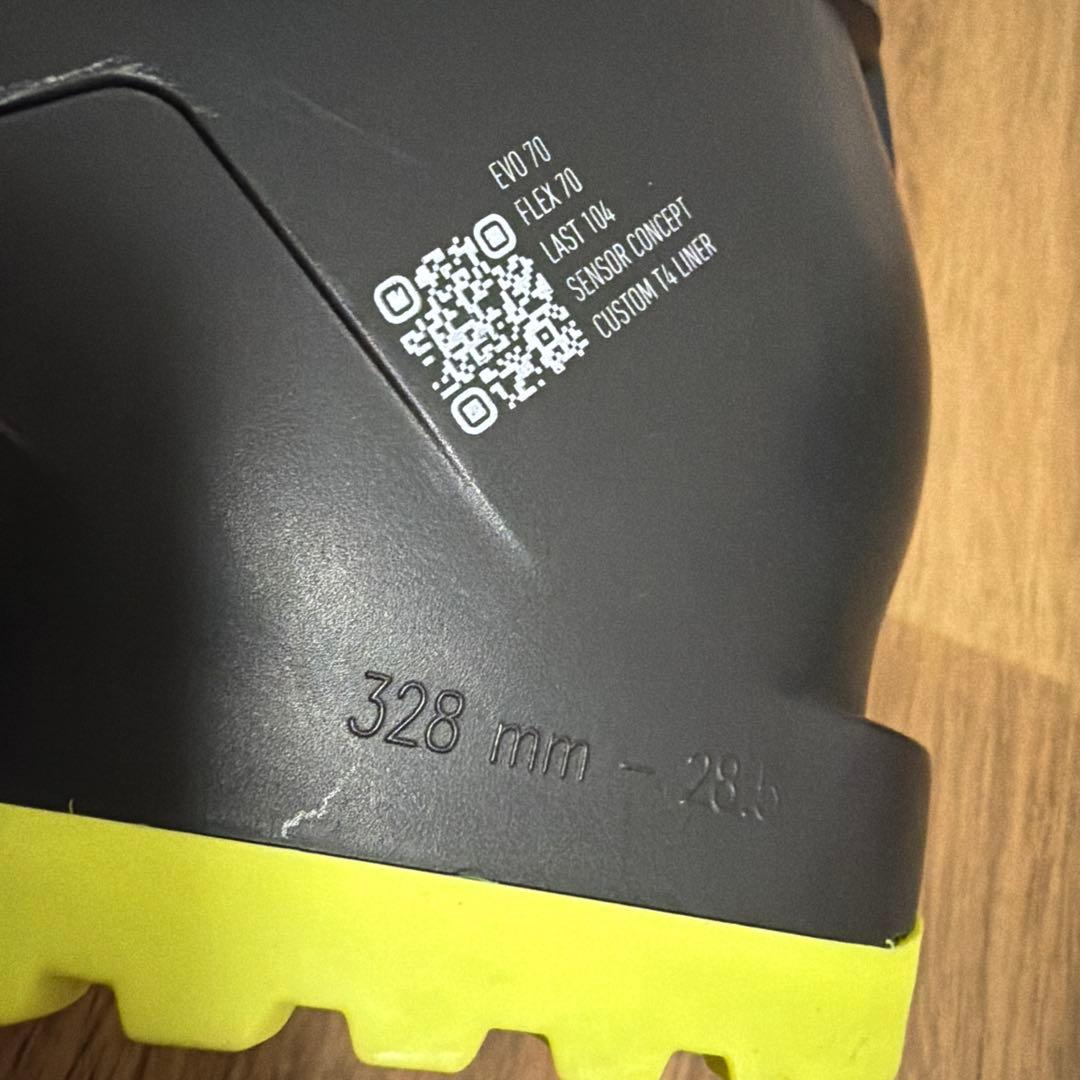 EVO 70
FLEX 70
LAST 104
SENSOR CONCEPT
CUSTOM T4 LINER
328 mm - 28.5